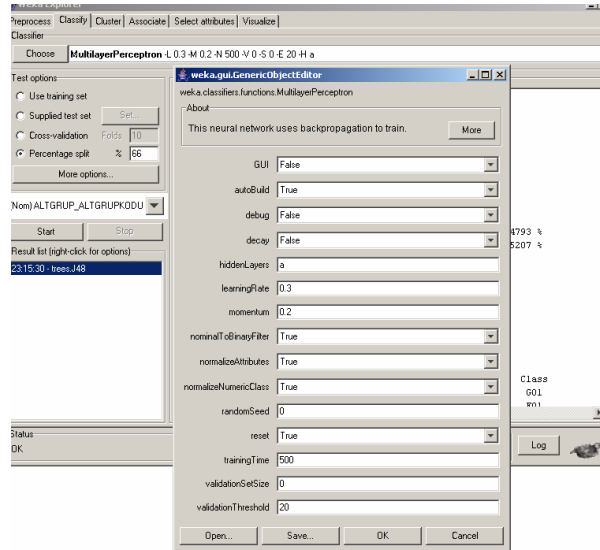 Weka Explorer
Preprocess Classify Cluster Associate Select attributes Visualize
Classifier
Choose MultilayerPerceptron -L 0.3 -M 0.2 -N 500 -V 0 -S 0 -E 20 -H a
Test options
Use training set
Supplied test set Set...
Cross-validation Folds 10
Percentage split % 66
More options...
(Nom) ALTGRUP_ALTGRUPKODU
Start Stop
Result list (right-click for options)
23:15:30 - trees.J48
Status
OK
weka.gui.GenericObjectEditor
weka.classifiers.functions.MultilayerPerceptron
About
This neural network uses backpropagation to train. More
GUI False
autoBuild True
debug False
decay False
hiddenLayers a
learningRate 0.3
momentum 0.2
nominalToBinaryFilter True
normalizeAttributes True
normalizeNumericClass True
randomSeed 0
reset True
trainingTime 500
validationSetSize 0
validationThreshold 20
Open... Save... OK Cancel
4793 %
5207 %
Class
G01
Log